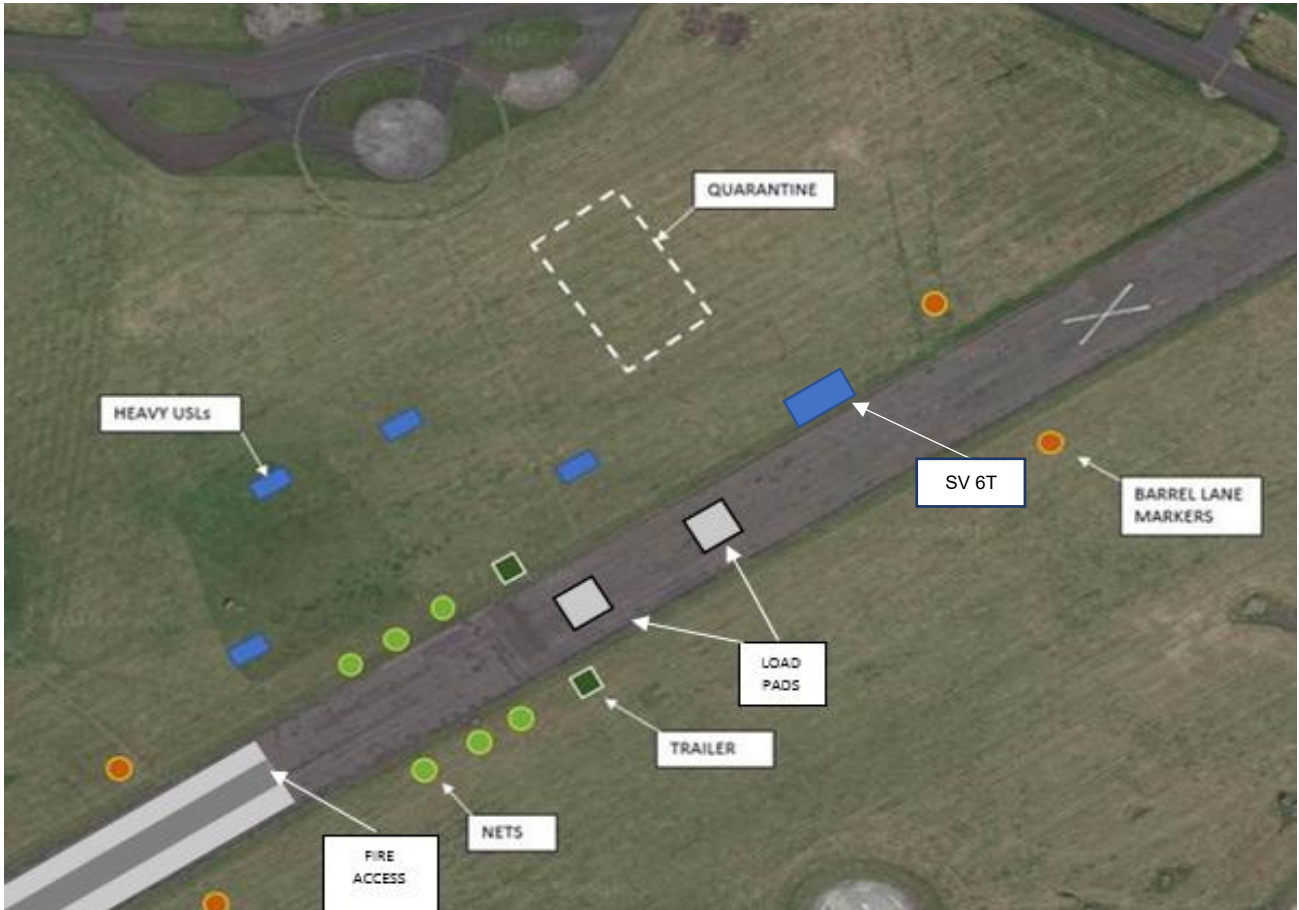 QUARANTINE
HEAVY USLs
SV 6T
BARREL LANE
MARKERS
LOAD
PADS
TRAILER
NETS
FIRE
ACCESS